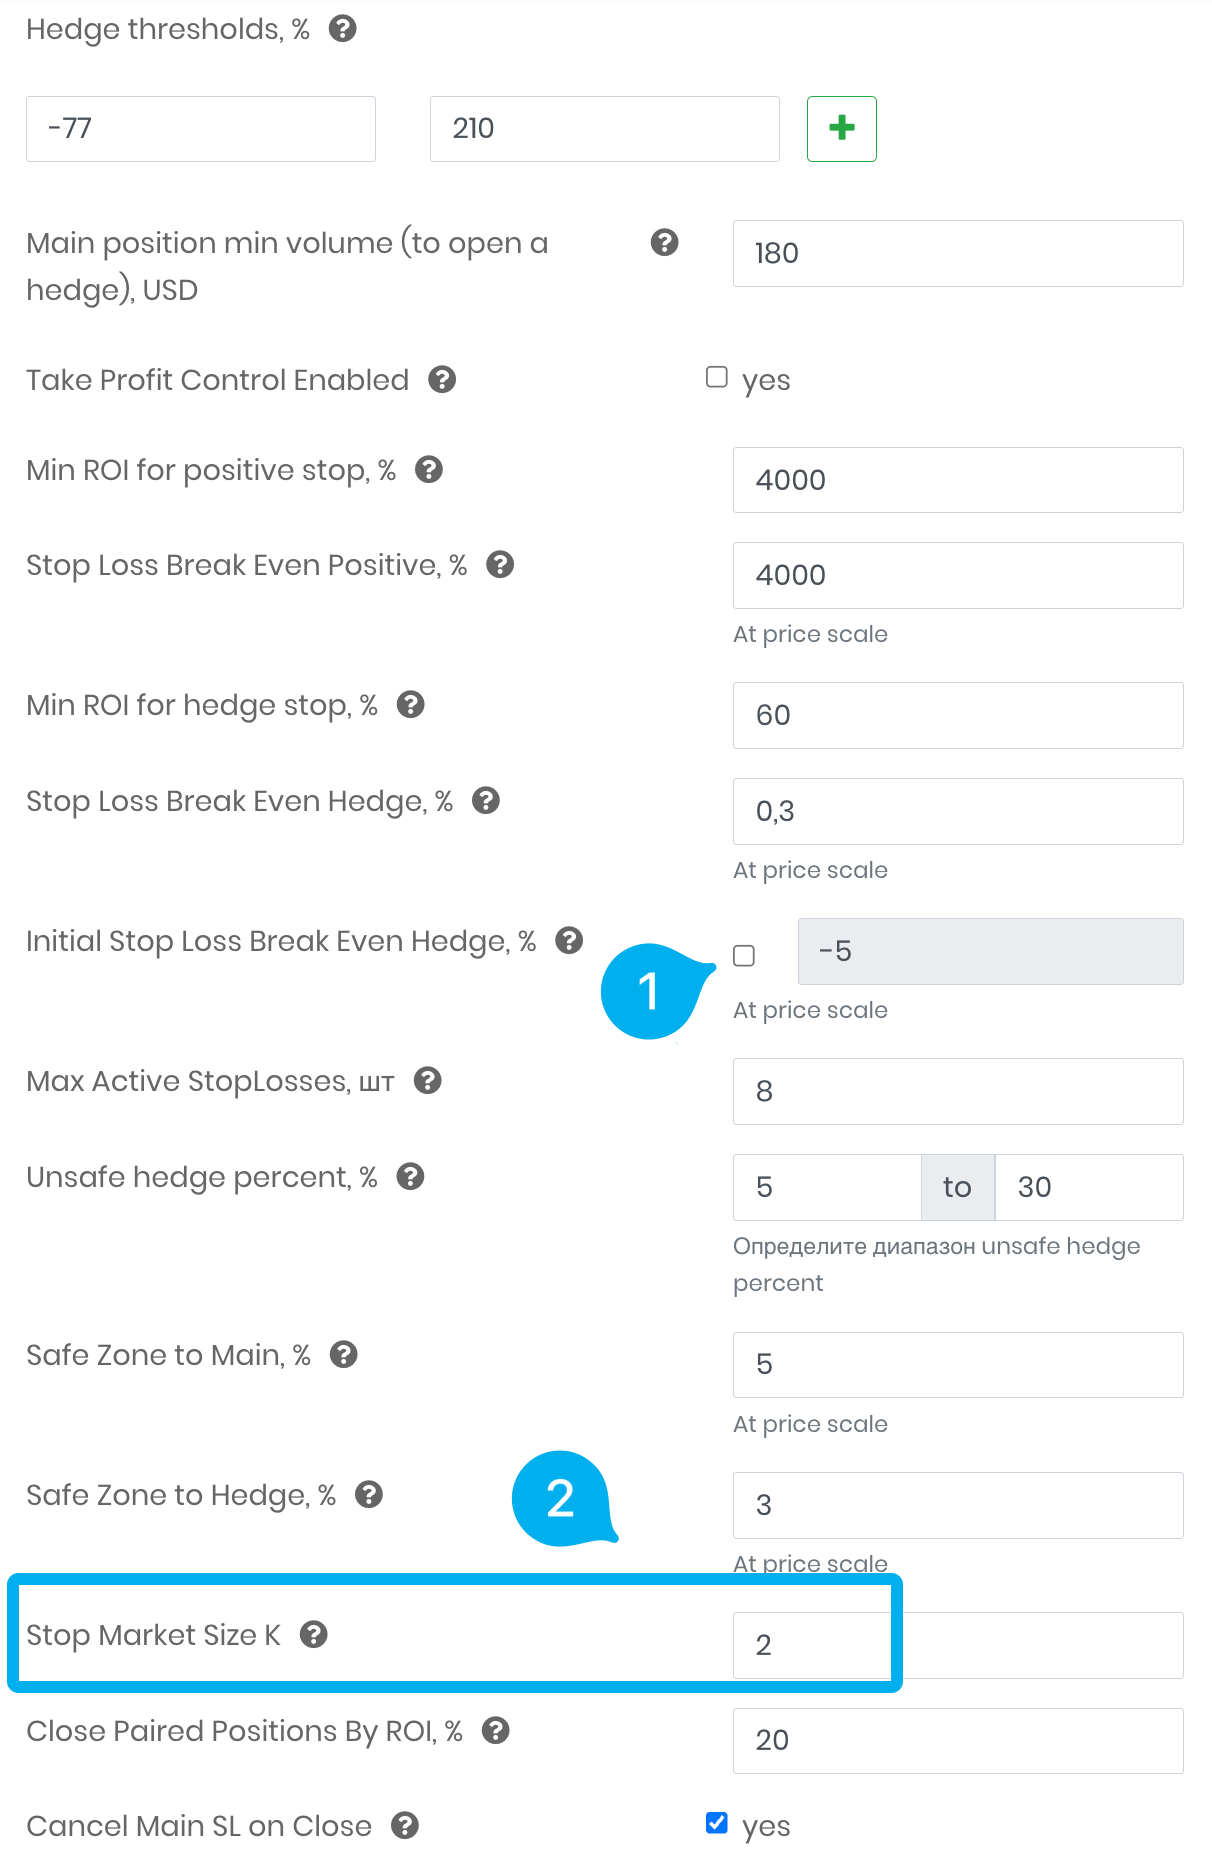 Hedge thresholds, %
-77 210
Main position min volume (to open a
hedge), USD
180
Take Profit Control Enabled yes
Min ROI for positive stop, % 4000
Stop Loss Break Even Positive, % 4000
At price scale
Min ROI for hedge stop, % 60
Stop Loss Break Even Hedge, % 0,3
At price scale
Initial Stop Loss Break Even Hedge, % -5
1
At price scale
Max Active StopLosses, шт 8
Unsafe hedge percent, % 5 to 30
Определите диапазон unsafe hedge
percent
Safe Zone to Main, % 5
At price scale
Safe Zone to Hedge, % 2 3
At price scale
Stop Market Size K 2
Close Paired Positions By ROI, % 20
Cancel Main SL on Close yes